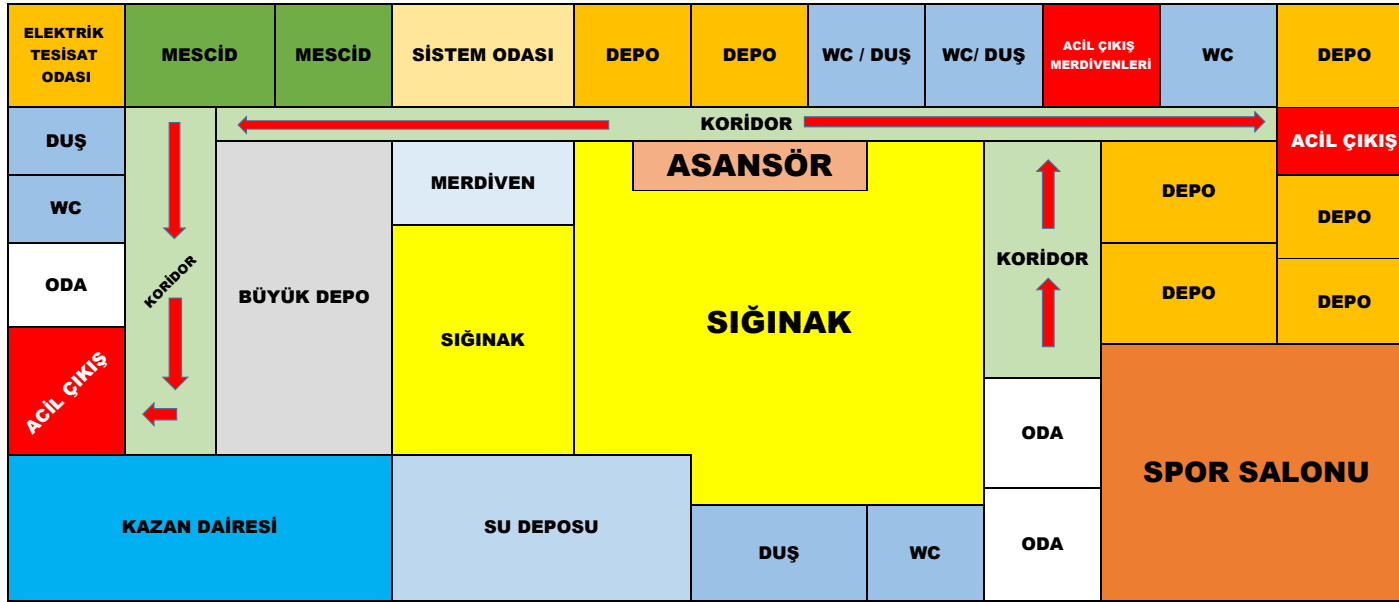 ELEKTRİK
TESİSAT
ODASI
MESCİD
MESCİD
SİSTEM ODASI
DEPO
DEPO
WC / DUŞ
WC/ DUŞ
ACİL ÇIKIŞ
MERDİVENLERİ
WC
DEPO
DUŞ
KORİDOR
ACİL ÇIKIŞ
ASANSÖR
MERDİVEN
DEPO
WC
DEPO
KORİDOR
ODA
KORİDOR
BÜYÜK DEPO
DEPO
DEPO
SIĞINAK
SIĞINAK
ACİL ÇIKIŞ
ODA
SPOR SALONU
KAZAN DAİRESİ
SU DEPOSU
DUŞ
WC
ODA